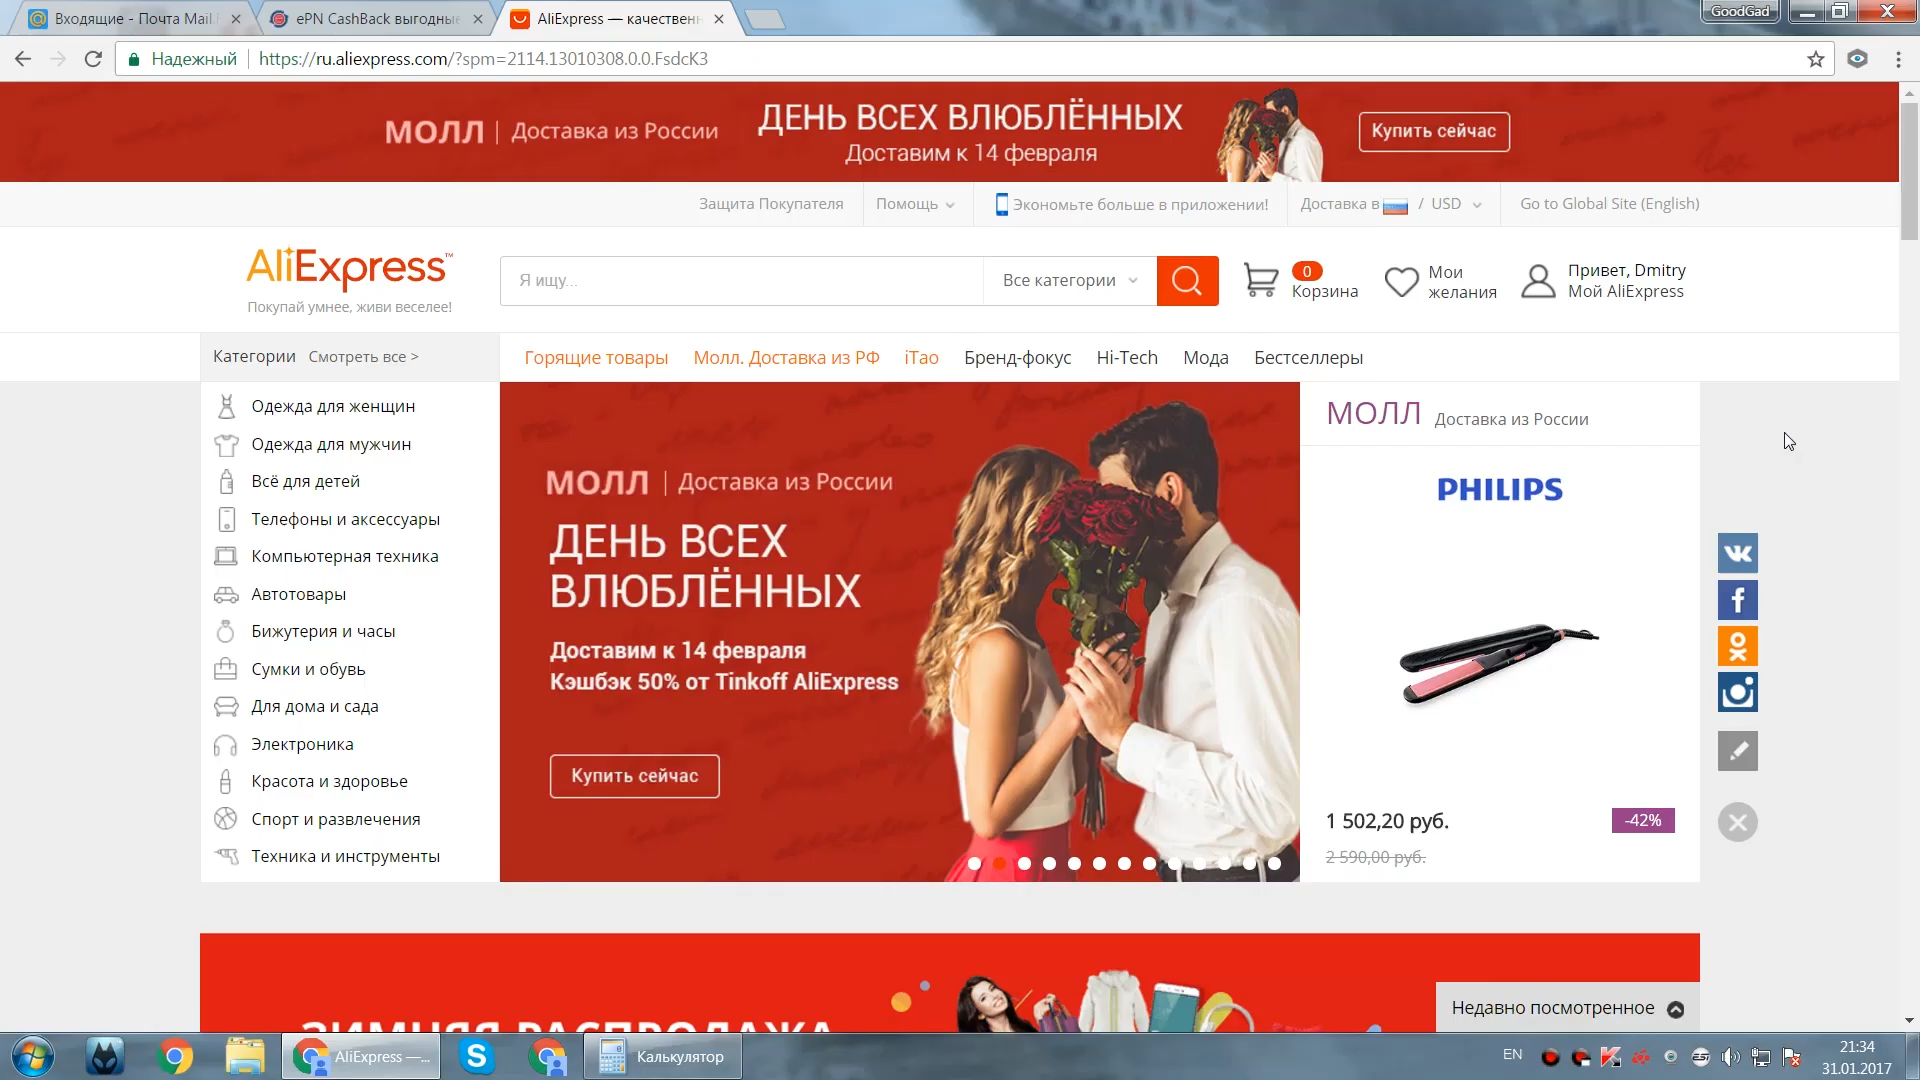 Входящие - Почта Mail.
ePN CashBack выгодные
AliExpress — качествен
GoodGad
Надежный
https://ru.aliexpress.com/?spm=2114.13010308.0.0.FsdcK3
МОЛЛ | Доставка из России
ДЕНЬ ВСЕХ ВЛЮБЛЁННЫХ
Доставим к 14 февраля
Купить сейчас
Защита Покупателя
Помощь
Экономьте больше в приложении!
Доставка в / USD
Go to Global Site (English)
AliExpress™
Покупай умнее, живи веселее!
Я ищу...
Все категории
0
Корзина
Мои
желания
Привет, Dmitry
Мой AliExpress
Категории Смотреть все >
Горящие товары Молл. Доставка из РФ iTao Бренд-фокус Hi-Tech Мода Бестселлеры
Одежда для женщин
Одежда для мужчин
Всё для детей
Телефоны и аксессуары
Компьютерная техника
Автотовары
Бижутерия и часы
Сумки и обувь
Для дома и сада
Электроника
Красота и здоровье
Спорт и развлечения
Техника и инструменты
МОЛЛ | Доставка из России
ДЕНЬ ВСЕХ
ВЛЮБЛЁННЫХ
Доставим к 14 февраля
Кэшбэк 50% от Tinkoff AliExpress
Купить сейчас
МОЛЛ Доставка из России
PHILIPS
1 502,20 руб.
-42%
2 590,00 руб.
ЗИМНЯЯ РАСПРОДАЖА
Недавно посмотренное
AliExpress —...
Калькулятор
EN
21:34
31.01.2017